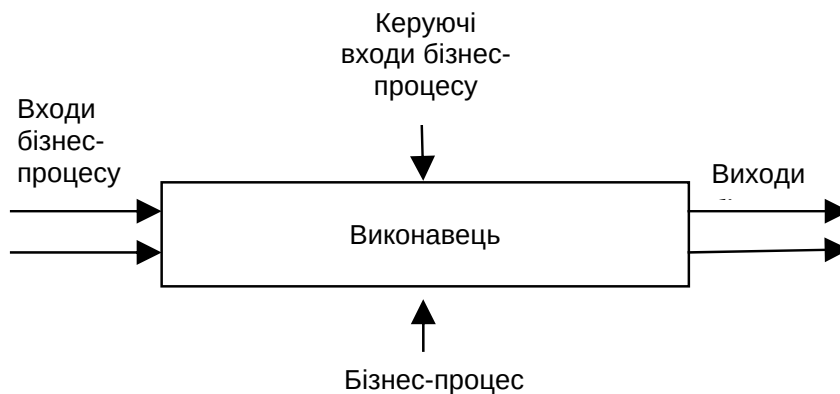 Керуючі
входи бізнес-
процесу
Входи
бізнес-
процесу
Виходи
Виконавець
Бізнес-процес